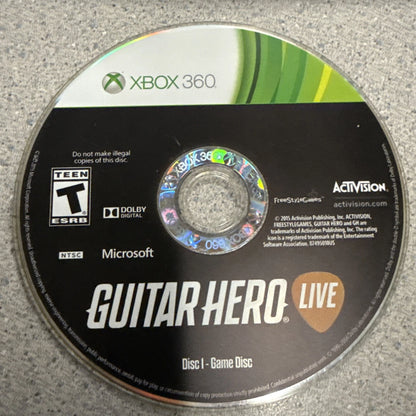 XBOX 360
Do not make illegal
copies of this disc.
TEEN
T
ESRB
DOLBY
DIGITAL
NTSC
Microsoft
XBOX 360
FreeStyleGames
ACTIVISION
activision.com
© 2015 Activision Publishing, Inc. ACTIVISION,
FREESTYLEGAMES, GUITAR HERO and GH are
trademarks of Activision Publishing, Inc. The rating
icon is a registered trademark of the Entertainment
Software Association.
GUITAR HERO® LIVE
Disc 1 - Game Disc